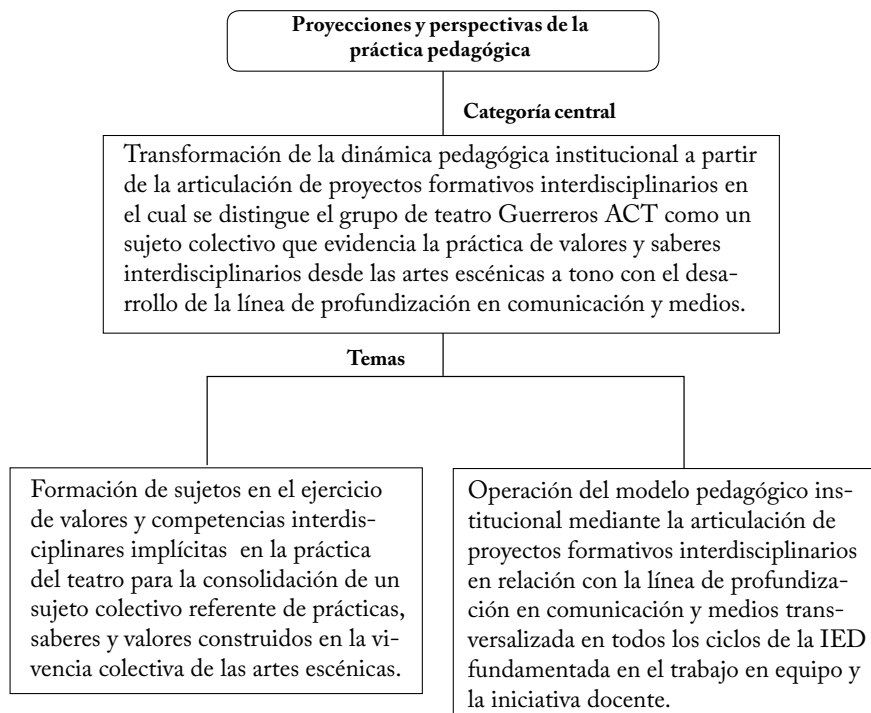 Proyecciones y perspectivas de la
práctica pedagógica
Categoría central
Transformación de la dinámica pedagógica institucional a partir
de la articulación de proyectos formativos interdisciplinarios en
el cual se distingue el grupo de teatro Guerreros ACT como un
sujeto colectivo que evidencia la práctica de valores y saberes
interdisciplinarios desde las artes escénicas a tono con el desa-
rrollo de la línea de profundización en comunicación y medios.
Temas
Formación de sujetos en el ejercicio
de valores y competencias interdis-
ciplinares implícitas en la práctica
del teatro para la consolidación de un
sujeto colectivo referente de prácticas,
saberes y valores construidos en la vi-
vencia colectiva de las artes escénicas.
Operación del modelo pedagógico ins-
titucional mediante la articulación de
proyectos formativos interdisciplinarios
en relación con la línea de profundiza-
ción en comunicación y medios trans-
versalizada en todos los ciclos de la IED
fundamentada en el trabajo en equipo y
la iniciativa docente.